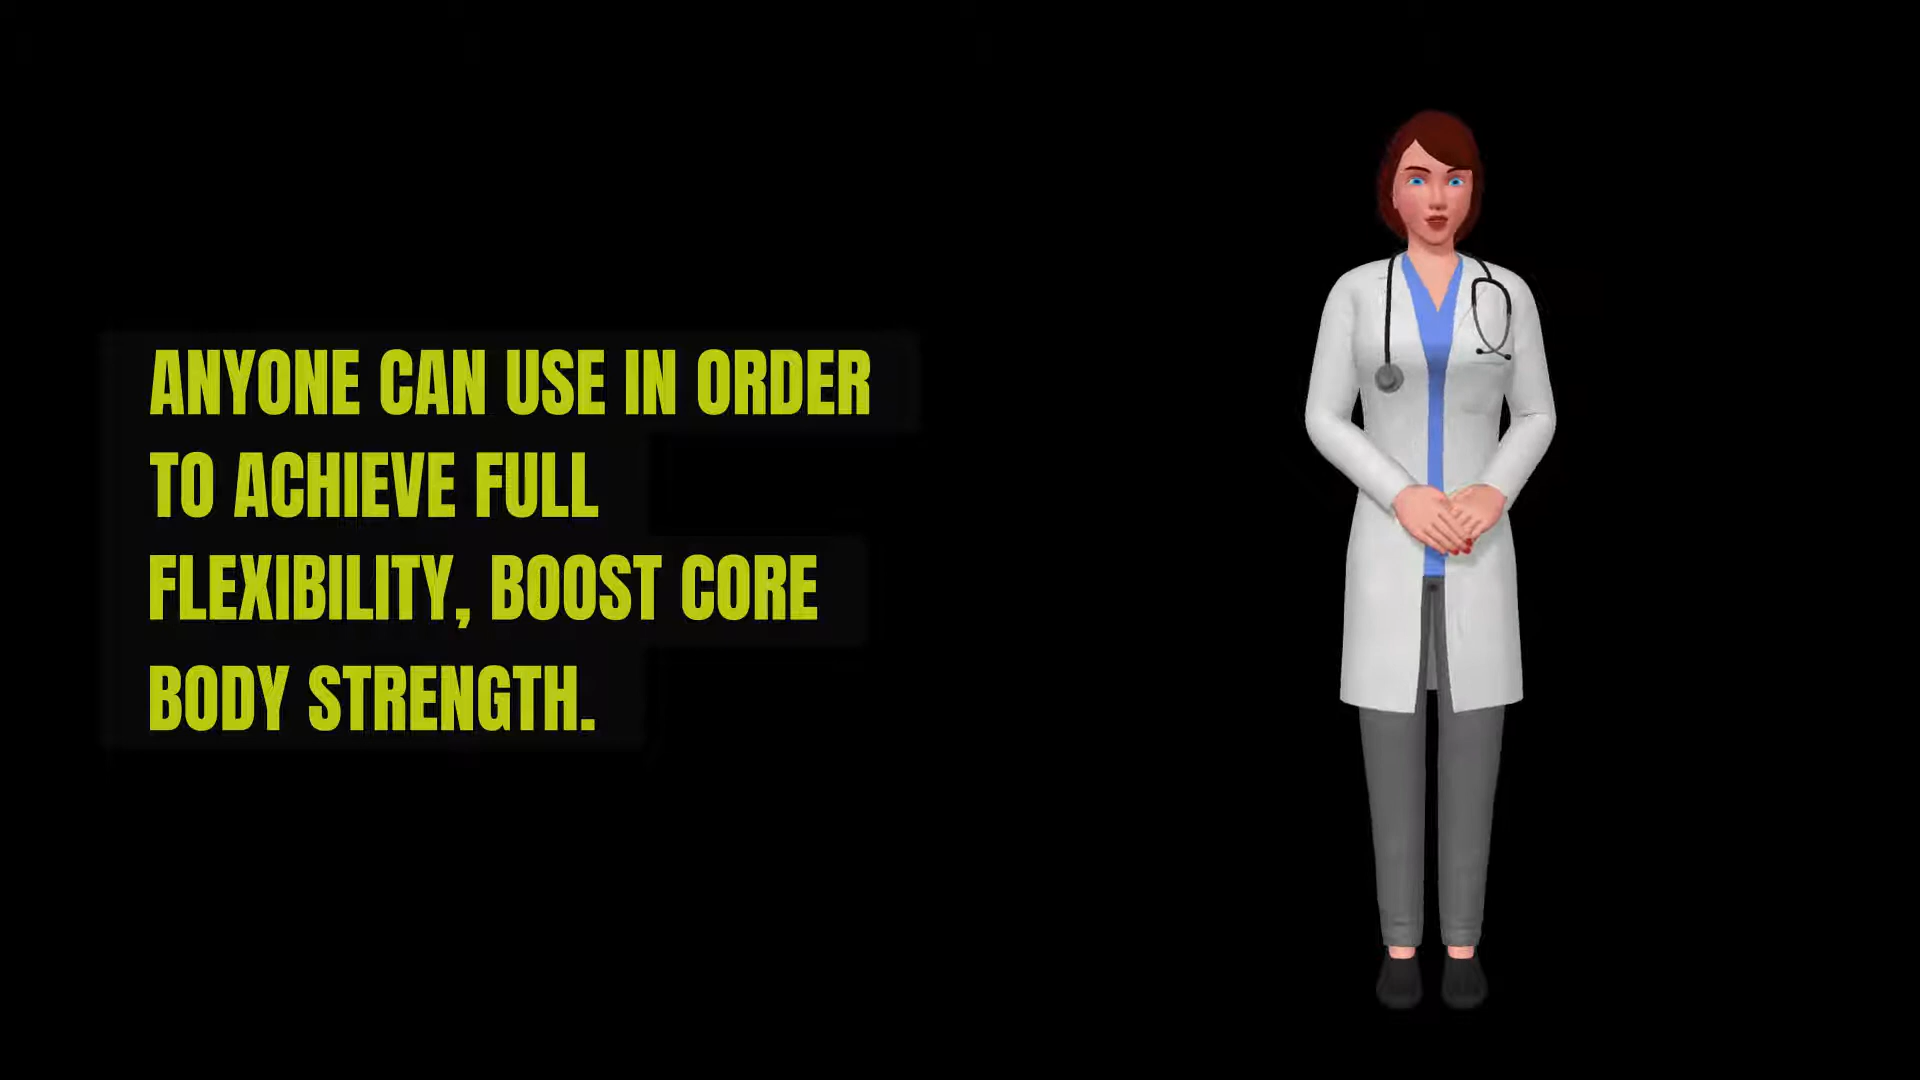 ANYONE CAN USE IN ORDER
TO ACHIEVE FULL
FLEXIBILITY, BOOST CORE
BODY STRENGTH.